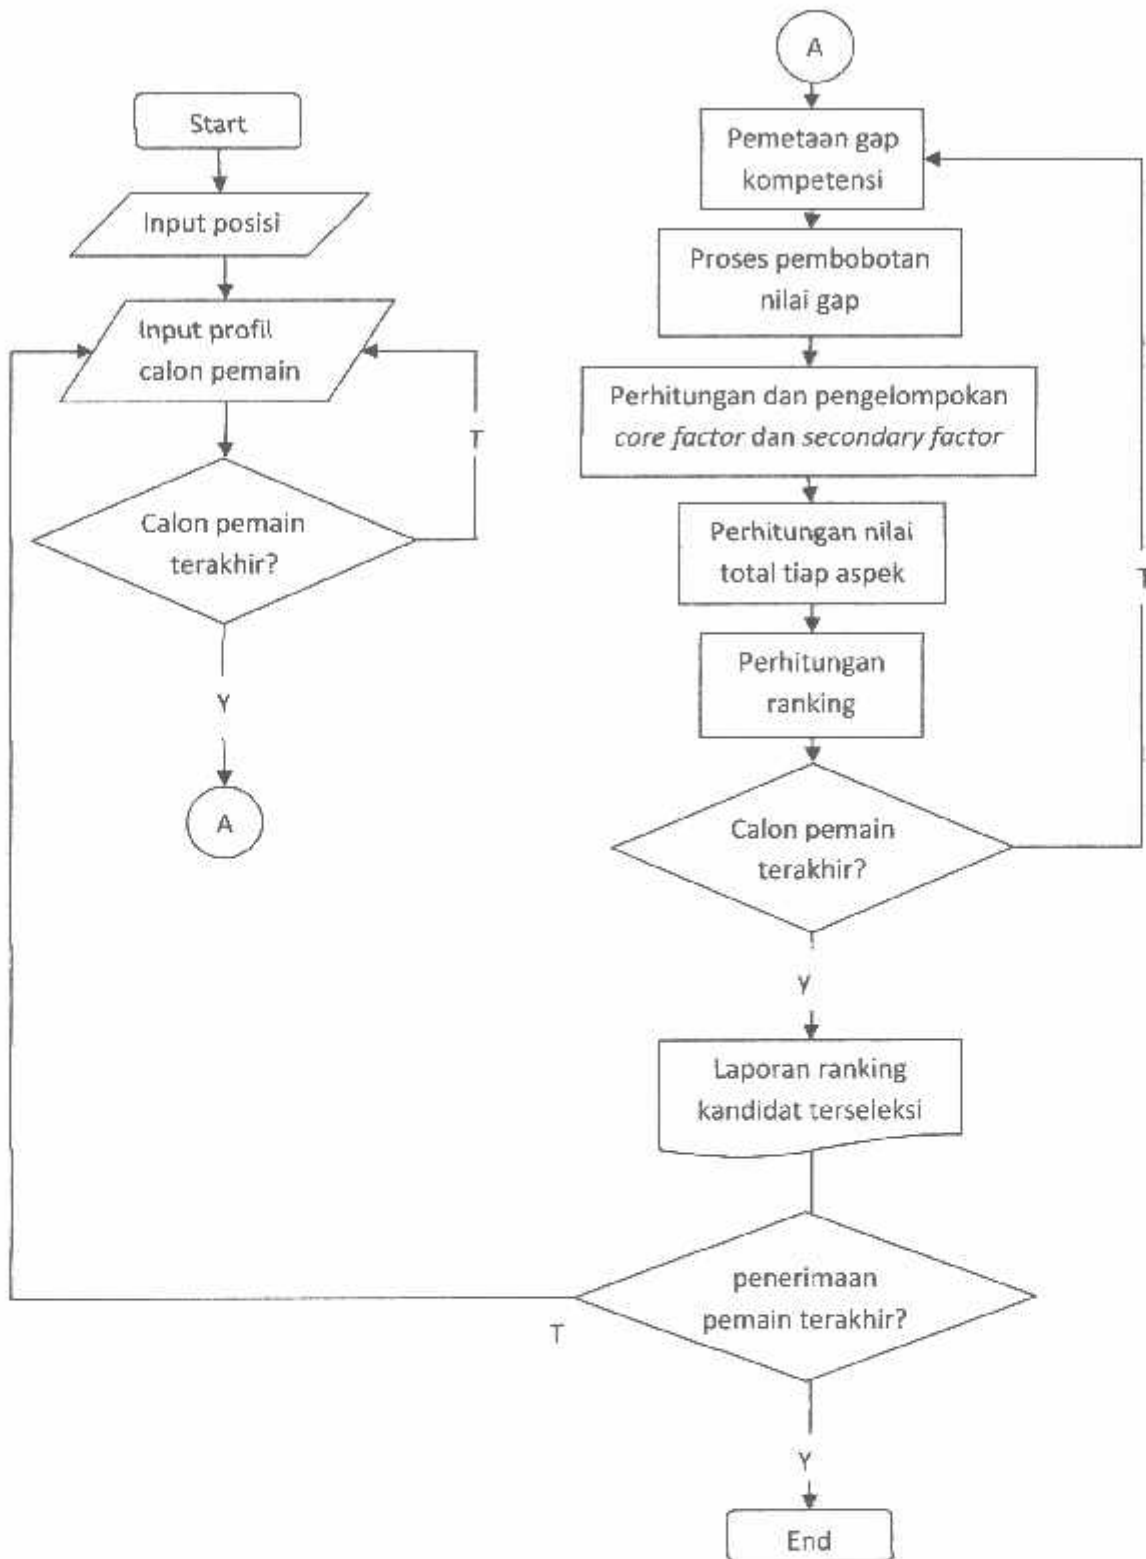 Start
Input posisi
Input profil
calon pemain
T
Calon pemain
terakhir?
Y
A
A
Pemetaan gap
kompetensi
Proses pembobotan
nilai gap
Perhitungan dan pengelompokan
core factor dan secondary factor
Perhitungan nilai
total tiap aspek
T
Perhitungan
ranking
Calon pemain
terakhir?
Y
Laporan ranking
kandidat terseleksi
penerimaan
pemain terakhir?
T
Y
End